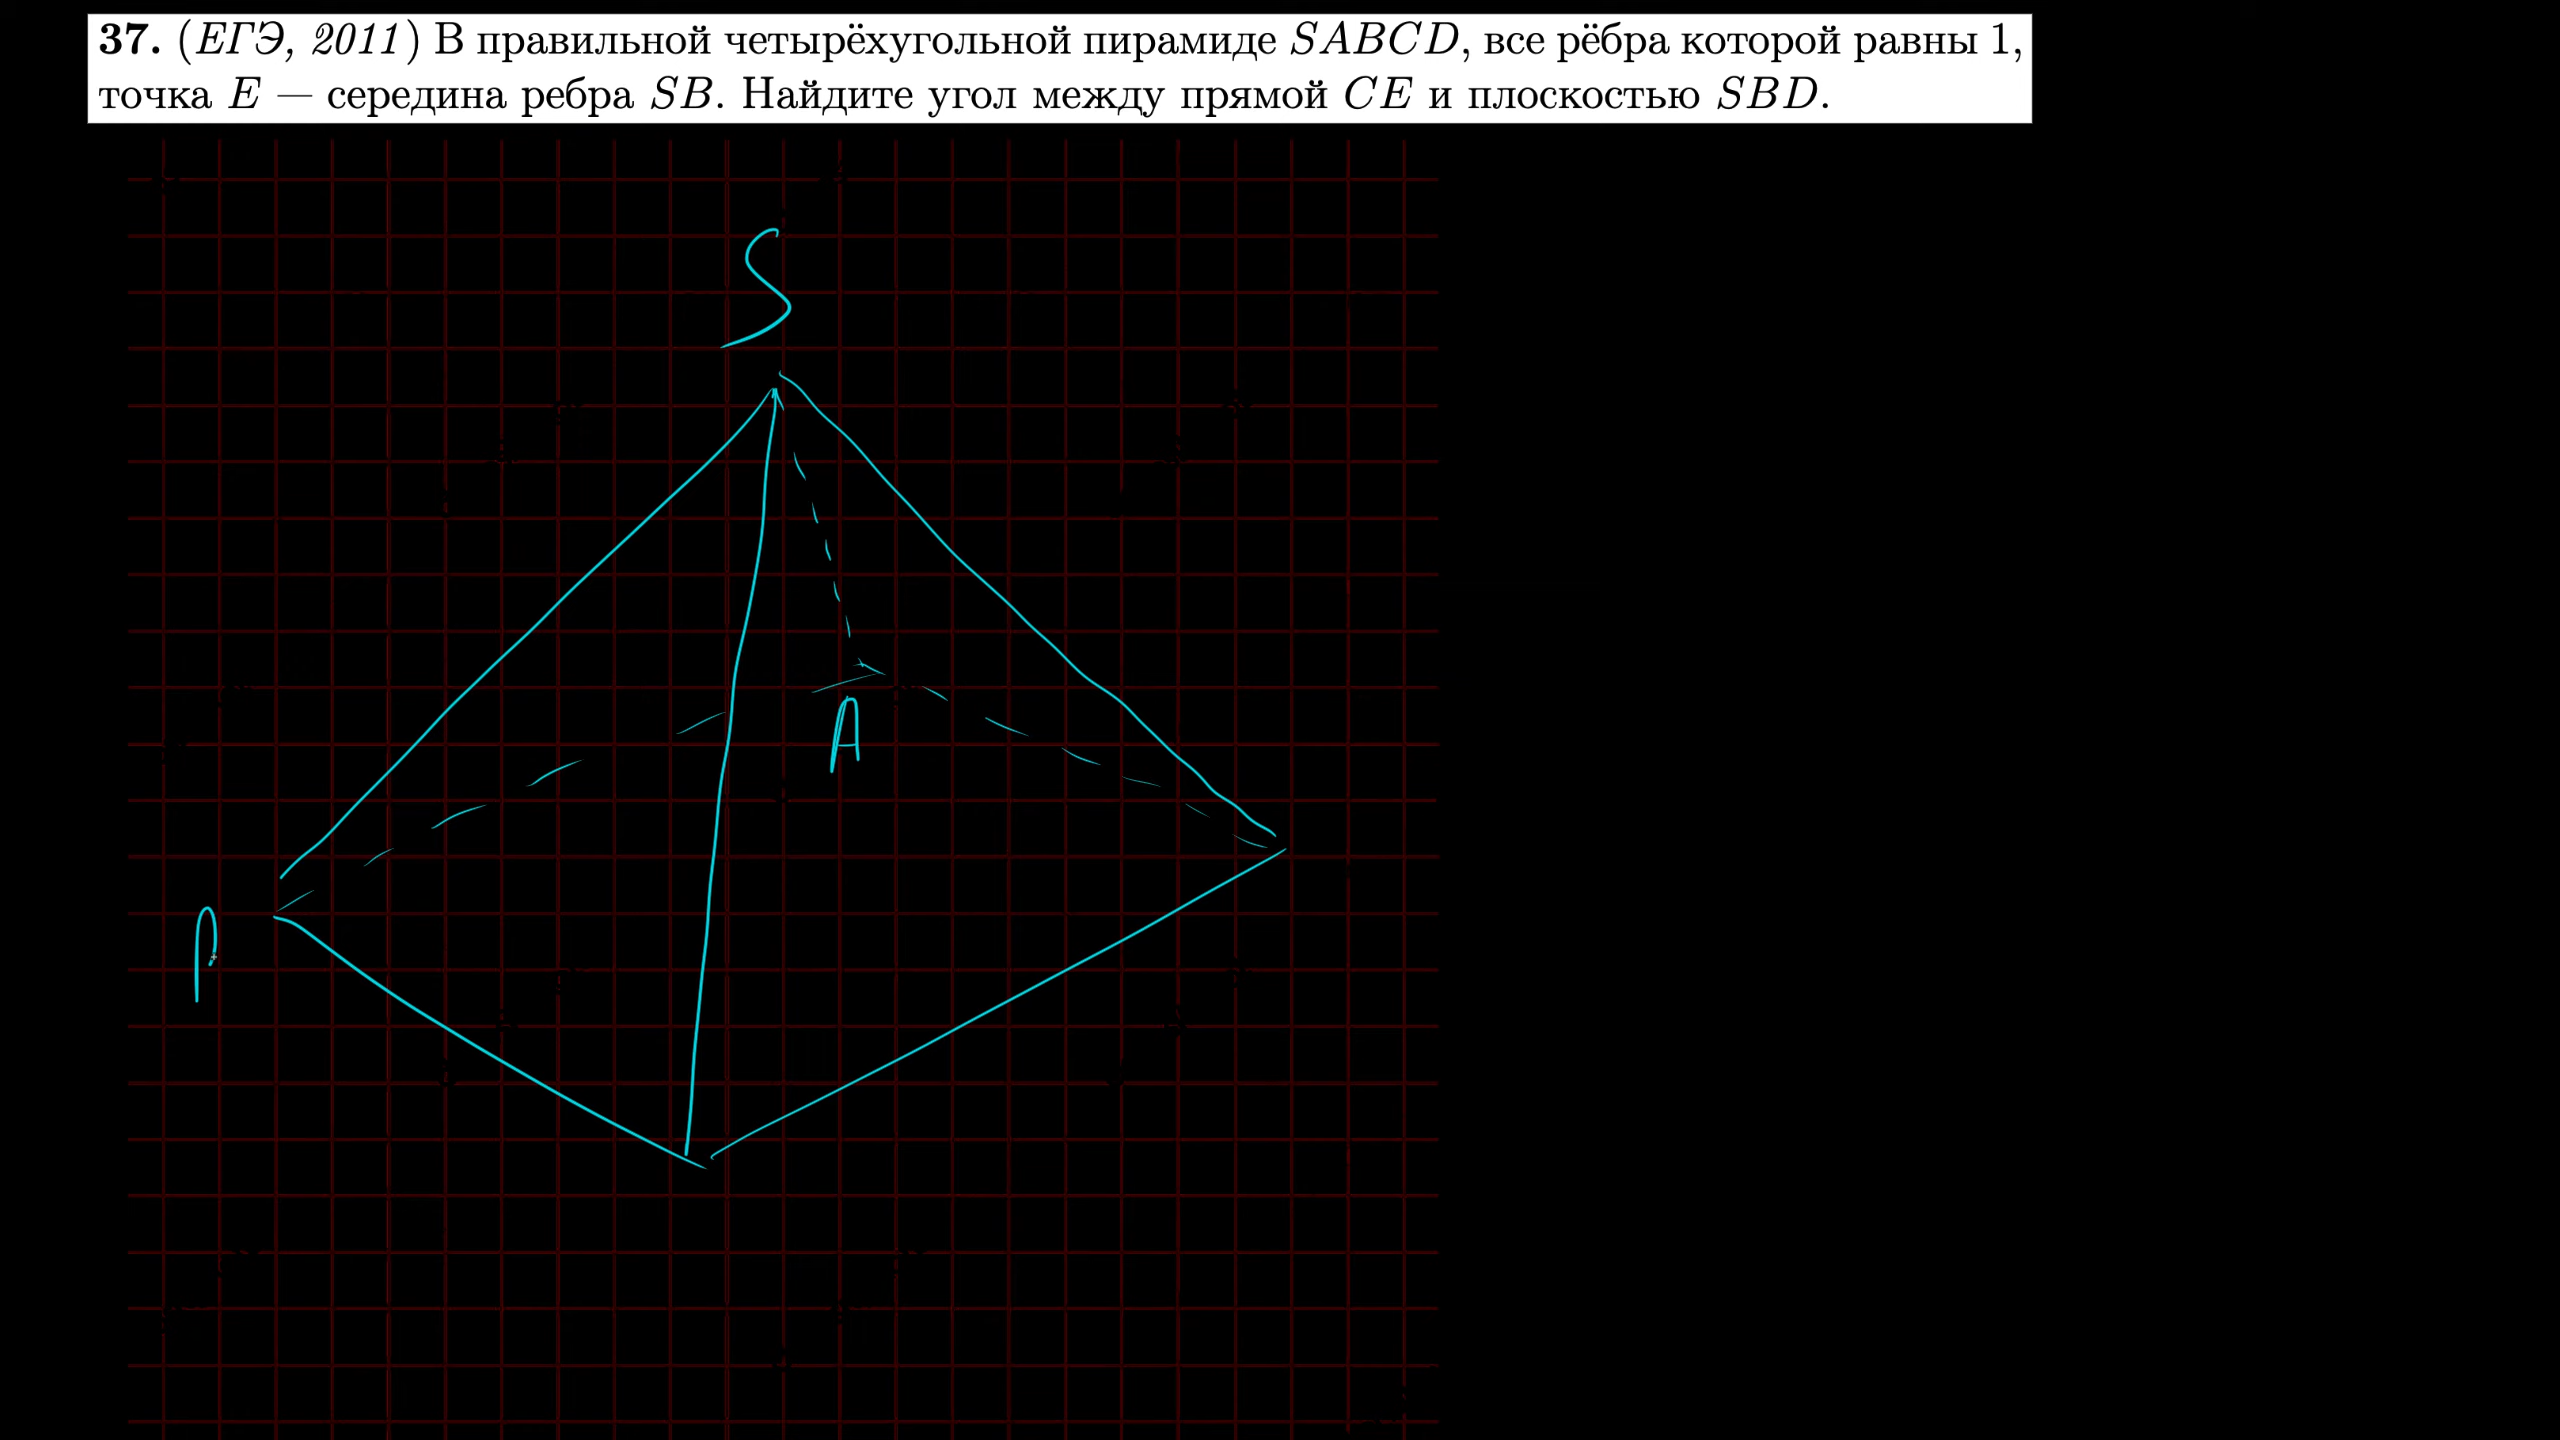 37. (ЕГЭ, 2011) В правильной четырёхугольной пирамиде SABCD, все рёбра которой равны 1,
точка E — середина ребра SB. Найдите угол между прямой CE и плоскостью SBD.
S
A